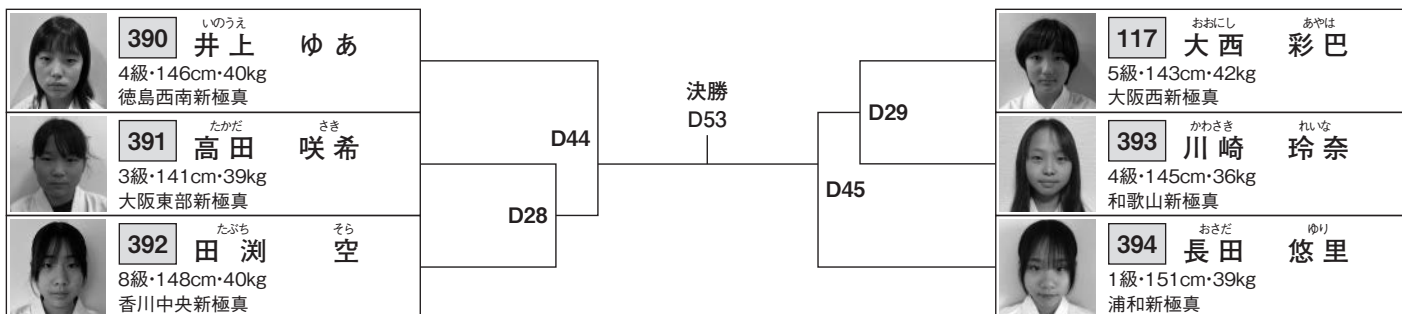 いのうえ
390 井上 ゆあ
4級・146cm・40kg
徳島西南新極真
たかだ さき
391 高田 咲希
3級・141cm・39kg
大阪東部新極真
たぶち そら
392 田渕 空
8級・148cm・40kg
香川中央新極真
D44
D28
決勝
D53
D29
D45
おおにし あやは
117 大西 彩巴
5級・143cm・42kg
大阪西新極真
かわさき れいな
393 川崎 玲奈
4級・145cm・36kg
和歌山新極真
おさだ ゆり
394 長田 悠里
1級・151cm・39kg
浦和新極真